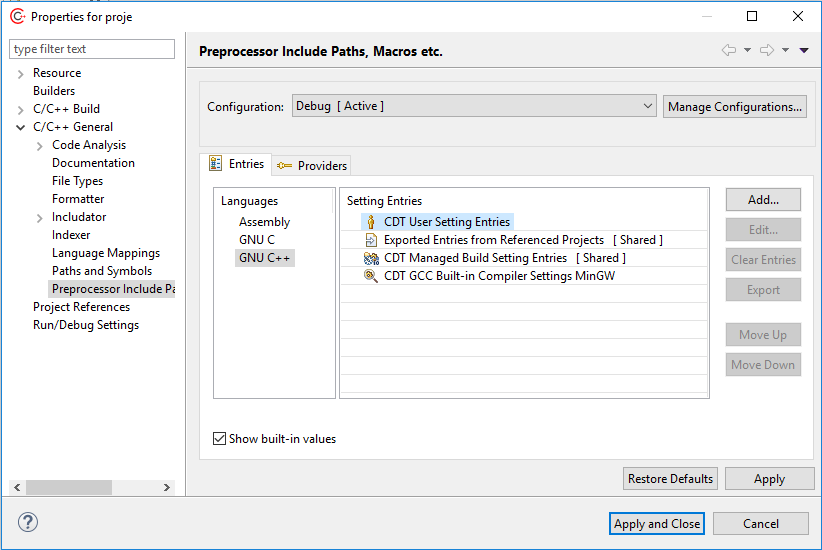 Properties for proje
type filter text
Resource
Builders
C/C++ Build
C/C++ General
Code Analysis
Documentation
File Types
Formatter
Includator
Indexer
Language Mappings
Paths and Symbols
Preprocessor Include Pa
Project References
Run/Debug Settings
Preprocessor Include Paths, Macros etc.
Configuration: Debug [ Active ] Manage Configurations...
Entries Providers
Languages
Assembly
GNU C
GNU C++
Setting Entries
CDT User Setting Entries
Exported Entries from Referenced Projects [ Shared ]
CDT Managed Build Setting Entries [ Shared ]
CDT GCC Built-in Compiler Settings MinGW
Add...
Edit...
Clear Entries
Export
Move Up
Move Down
Show built-in values
Restore Defaults Apply
Apply and Close Cancel